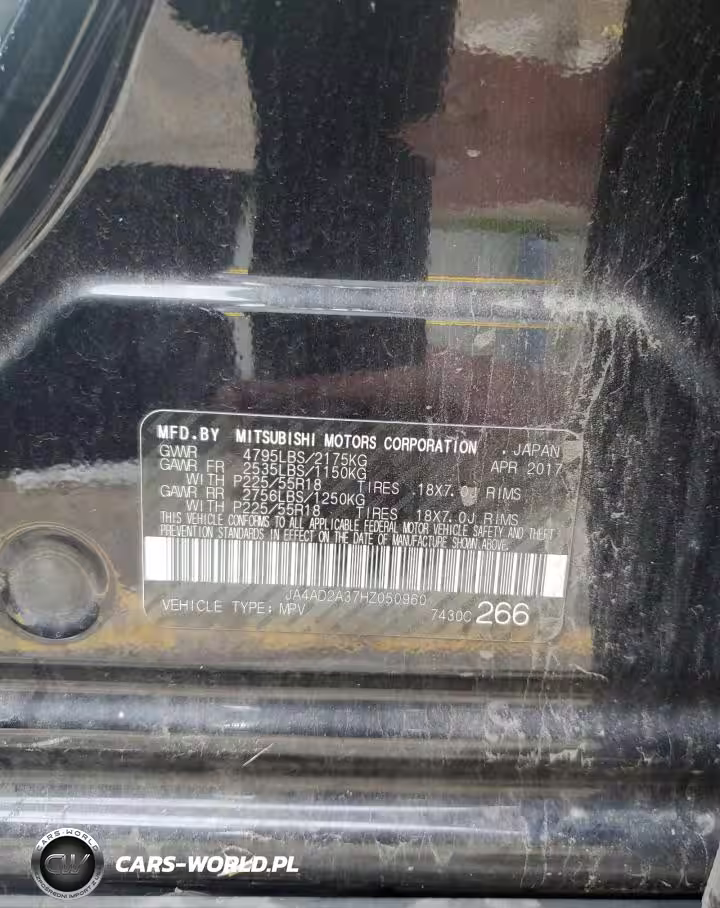 MFD.BY MITSUBISHI MOTORS CORPORATION , JAPAN
GVWR 4795LBS/2175KG APR 2017
GAWR FR 2535LBS/1150KG
WITH P225/55R18 TIRES ,18X7.0J RIMS
GAWR RR 2756LBS/1250KG
WITH P225/55R18 TIRES ,18X7.0J RIMS
THIS VEHICLE CONFORMS TO ALL APPLICABLE FEDERAL MOTOR VEHICLE SAFETY AND THEFT
PREVENTION STANDARDS IN EFFECT ON THE DATE OF MANUFACTURE SHOWN ABOVE.
JA4AD2A37HZ050960
VEHICLE TYPE: MPV 7430C 266
CARS-WORLD
CW
CARS-WORLD.PL